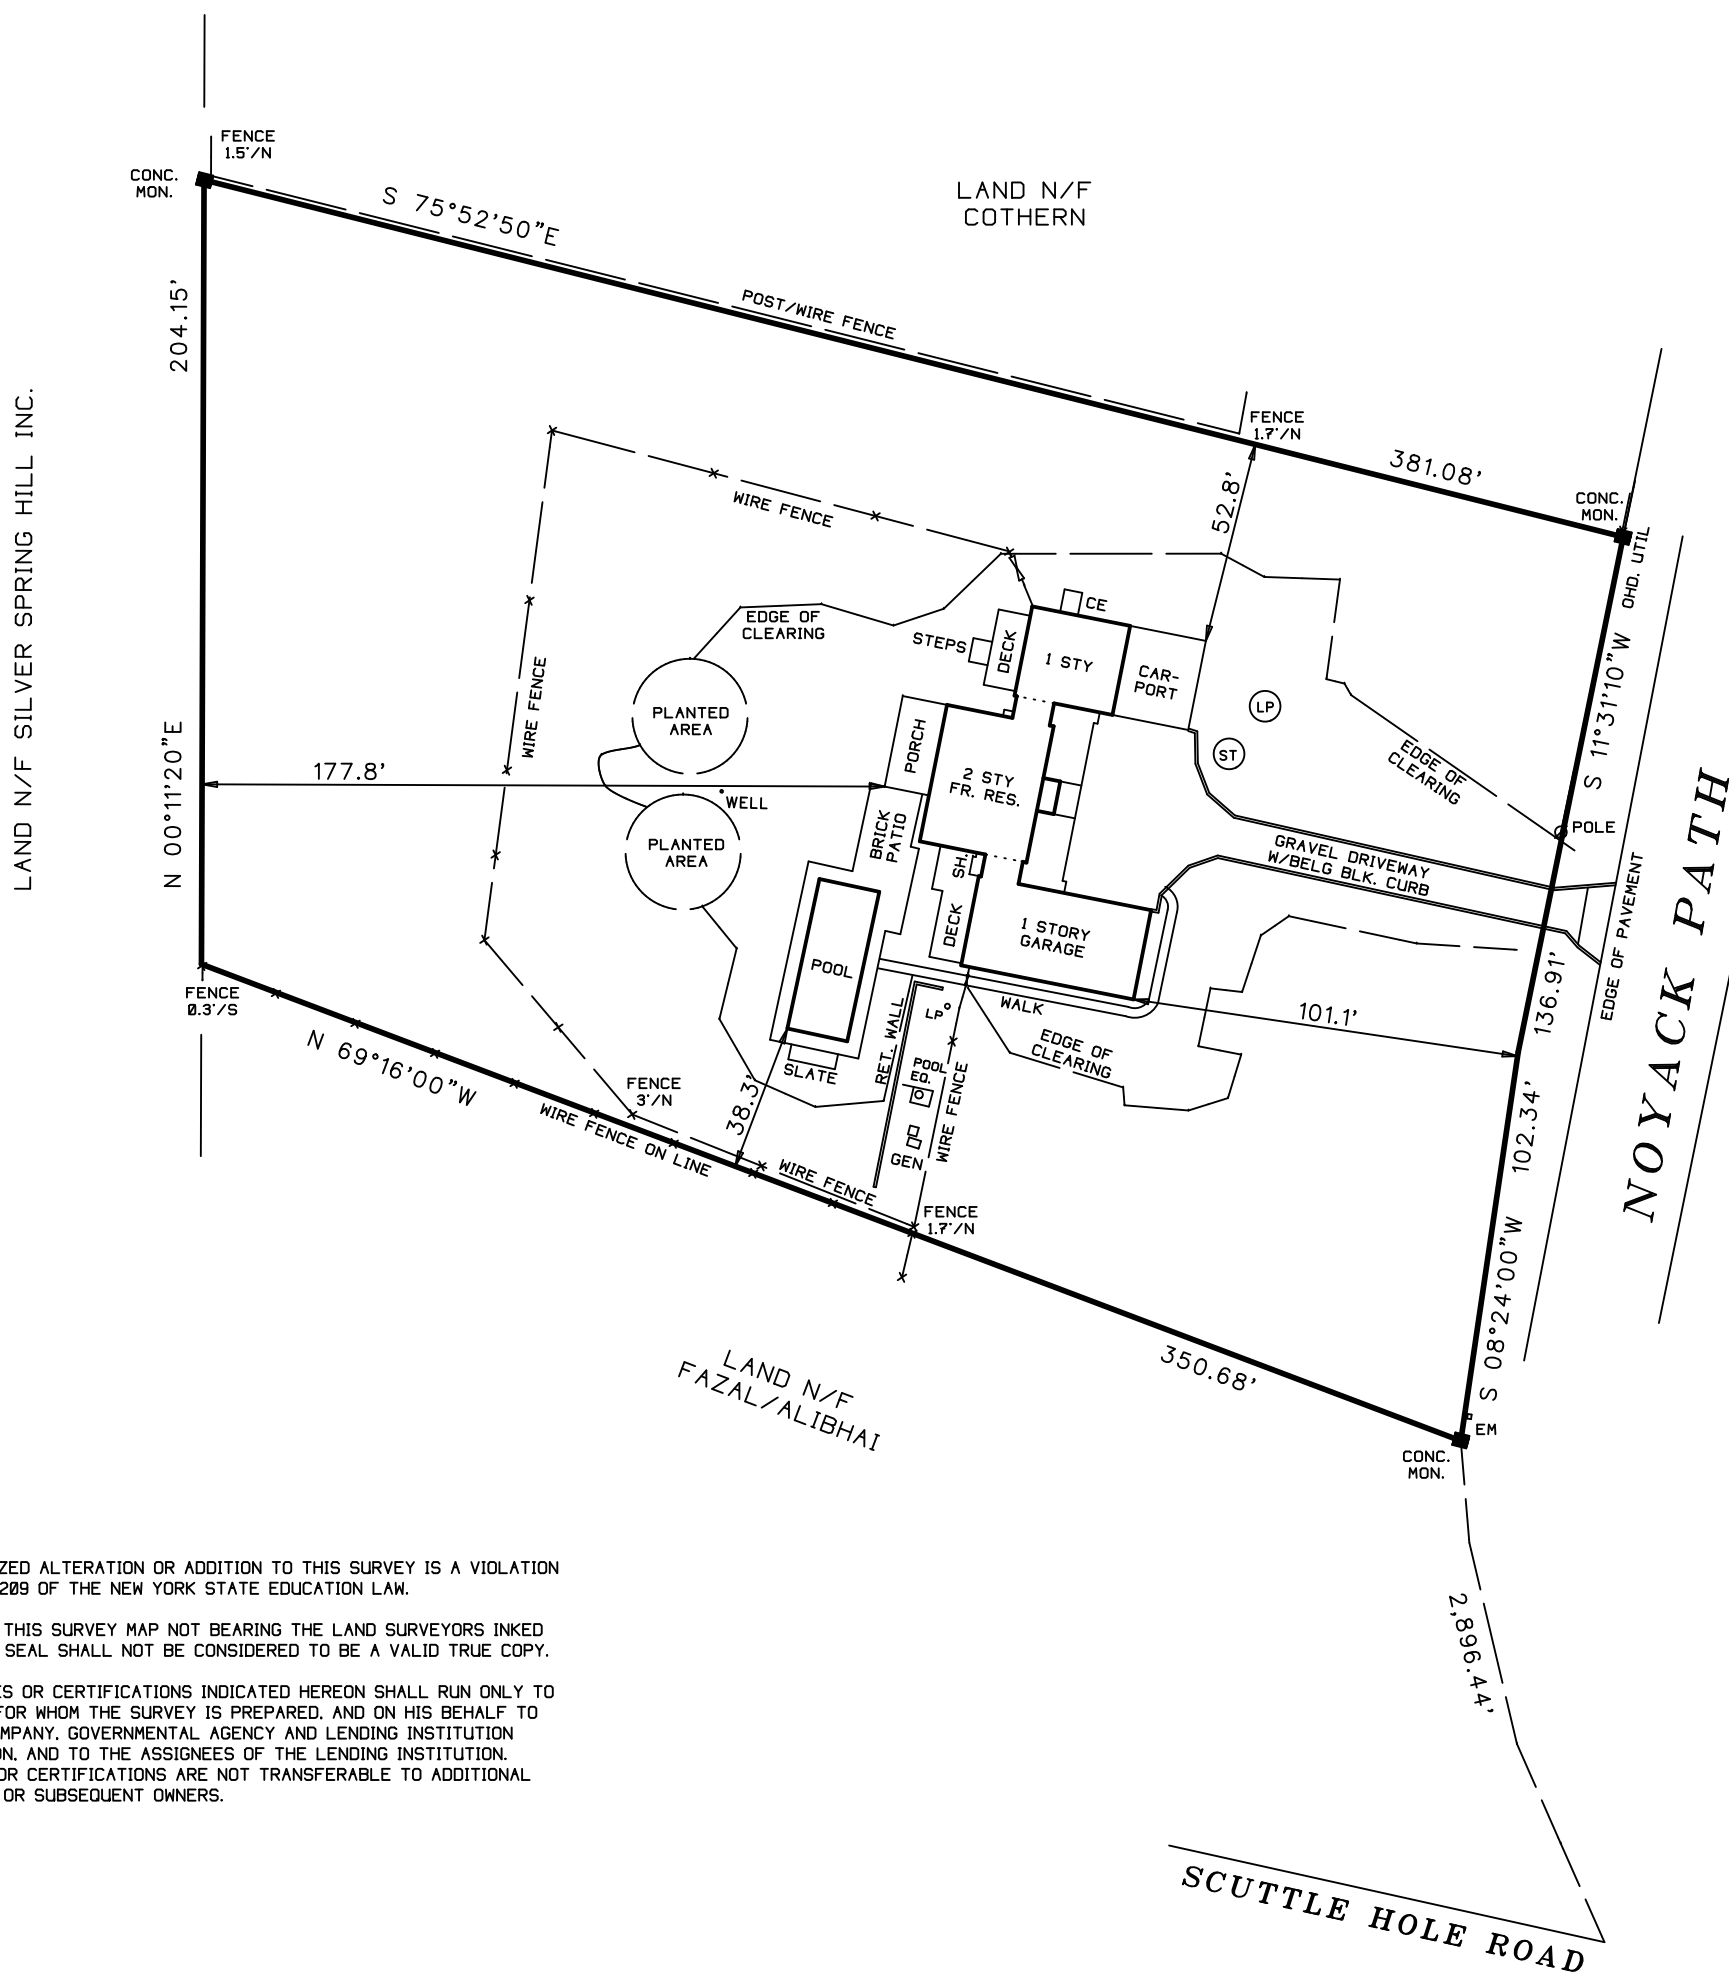 FENCE
1.5'/N
CONC.
MON.
S 75°52'50"E
LAND N/F
COTHERN
204.15'
POST/WIRE FENCE
LAND N/F SILVER SPRING HILL INC.
FENCE
1.7'/N
381.08'
CONC.
MON.
52.8'
WIRE FENCE
OHD. UTIL
EDGE OF
CLEARING
CE
STEPS
DECK
1 STY
CAR-
PORT
WIRE FENCE
PLANTED
AREA
LP
S 11°31'10"W
N 00°11'20"E
PORCH
ST
EDGE OF
CLEARING
177.8'
2 STY
FR. RES.
WELL
NOYACK PATH
POLE
BRICK
PATIO
PLANTED
AREA
SH.
GRAVEL DRIVEWAY
W/BELG BLK. CURB
EDGE OF PAVEMENT
DECK
1 STORY
GARAGE
POOL
136.91'
FENCE
0.3'/S
WALK
LP
101.1'
RET. WALL
EDGE OF
CLEARING
N 69°16'00"W
SLATE
POOL
EQ.
FENCE
3'/N
38.3'
WIRE FENCE
102.34'
WIRE FENCE ON LINE
GEN
WIRE FENCE
FENCE
1.7'/N
S 08°24'00"W
LAND N/F
FAZAL/ALIBHAI
350.68'
EM
CONC.
MON.
ZED ALTERATION OR ADDITION TO THIS SURVEY IS A VIOLATION
209 OF THE NEW YORK STATE EDUCATION LAW.
THIS SURVEY MAP NOT BEARING THE LAND SURVEYORS INKED
SEAL SHALL NOT BE CONSIDERED TO BE A VALID TRUE COPY.
ES OR CERTIFICATIONS INDICATED HEREON SHALL RUN ONLY TO
FOR WHOM THE SURVEY IS PREPARED, AND ON HIS BEHALF TO
MPANY, GOVERNMENTAL AGENCY AND LENDING INSTITUTION
ON, AND TO THE ASSIGNEES OF THE LENDING INSTITUTION.
OR CERTIFICATIONS ARE NOT TRANSFERABLE TO ADDITIONAL
OR SUBSEQUENT OWNERS.
2,896.44'
SCUTTLE HOLE ROAD